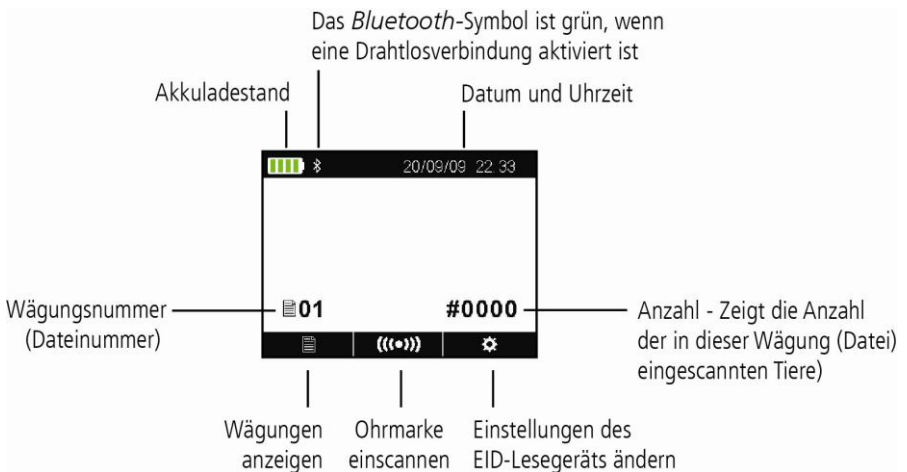 Das Bluetooth-Symbol ist grün, wenn
eine Drahtlosverbindung aktiviert ist
Akkuladestand
Datum und Uhrzeit
20/09/09 22:33
Wägungsnummer
(Dateinummer)
01
#0000
Anzahl - Zeigt die Anzahl
der in dieser Wägung (Datei)
eingescannten Tiere)
Wägungen
anzeigen
Ohrmarke
einscannen
Einstellungen des
EID-Lesegeräts ändern